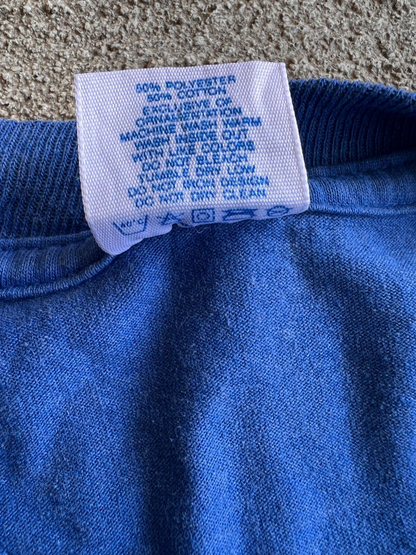 50% POLYESTER
50% COTTON
EXCLUSIVE OF
ORNAMENTATION
MACHINE WASH WARM
WASH INSIDE OUT
WITH LIKE COLORS
DO NOT BLEACH
TUMBLE DRY LOW
DO NOT IRON DESIGN
DO NOT DRY CLEAN